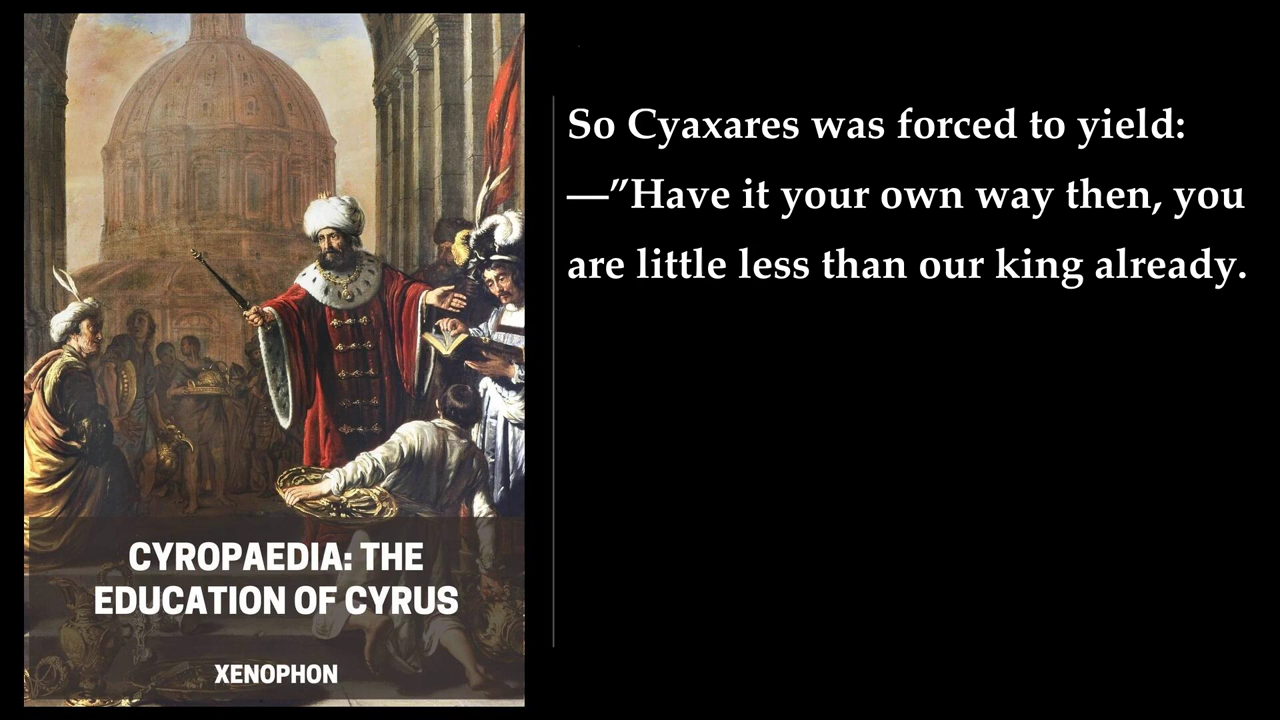 CYROPAEDIA: THE
EDUCATION OF CYRUS
XENOPHON
So Cyaxares was forced to yield:
—”Have it your own way then, you
are little less than our king already.